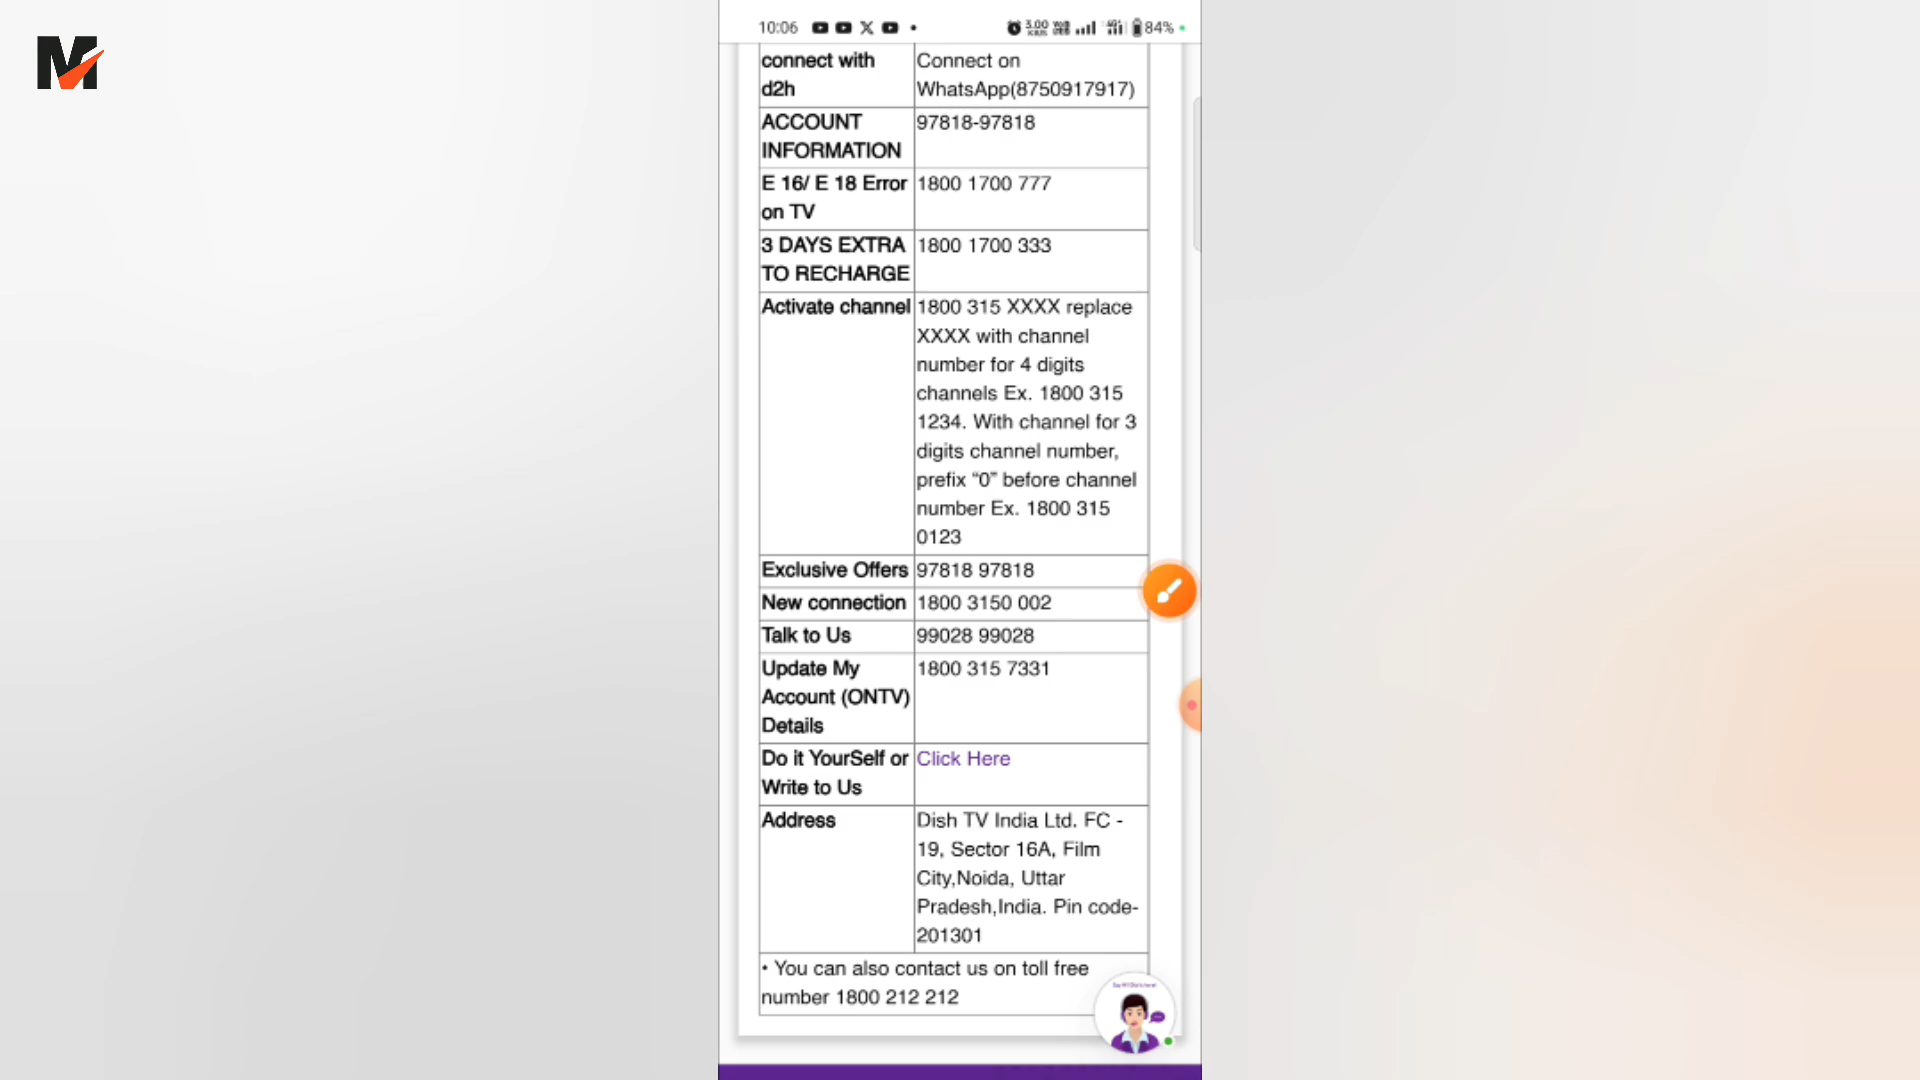 M
10:06
3.00
84%
connect with
d2h
Connect on
WhatsApp(8750917917)
ACCOUNT
INFORMATION
97818-97818
E 16/ E 18 Error
on TV
1800 1700 777
3 DAYS EXTRA
TO RECHARGE
1800 1700 333
Activate channel
1800 315 XXXX replace
XXXX with channel
number for 4 digits
channels Ex. 1800 315
1234. With channel for 3
digits channel number,
prefix “0” before channel
number Ex. 1800 315
0123
Exclusive Offers
97818 97818
New connection
1800 3150 002
Talk to Us
99028 99028
Update My
Account (ONTV)
Details
1800 315 7331
Do it YourSelf or
Write to Us
Click Here
Address
Dish TV India Ltd. FC -
19, Sector 16A, Film
City,Noida, Uttar
Pradesh,India. Pin code-
201301
• You can also contact us on toll free
number 1800 212 212